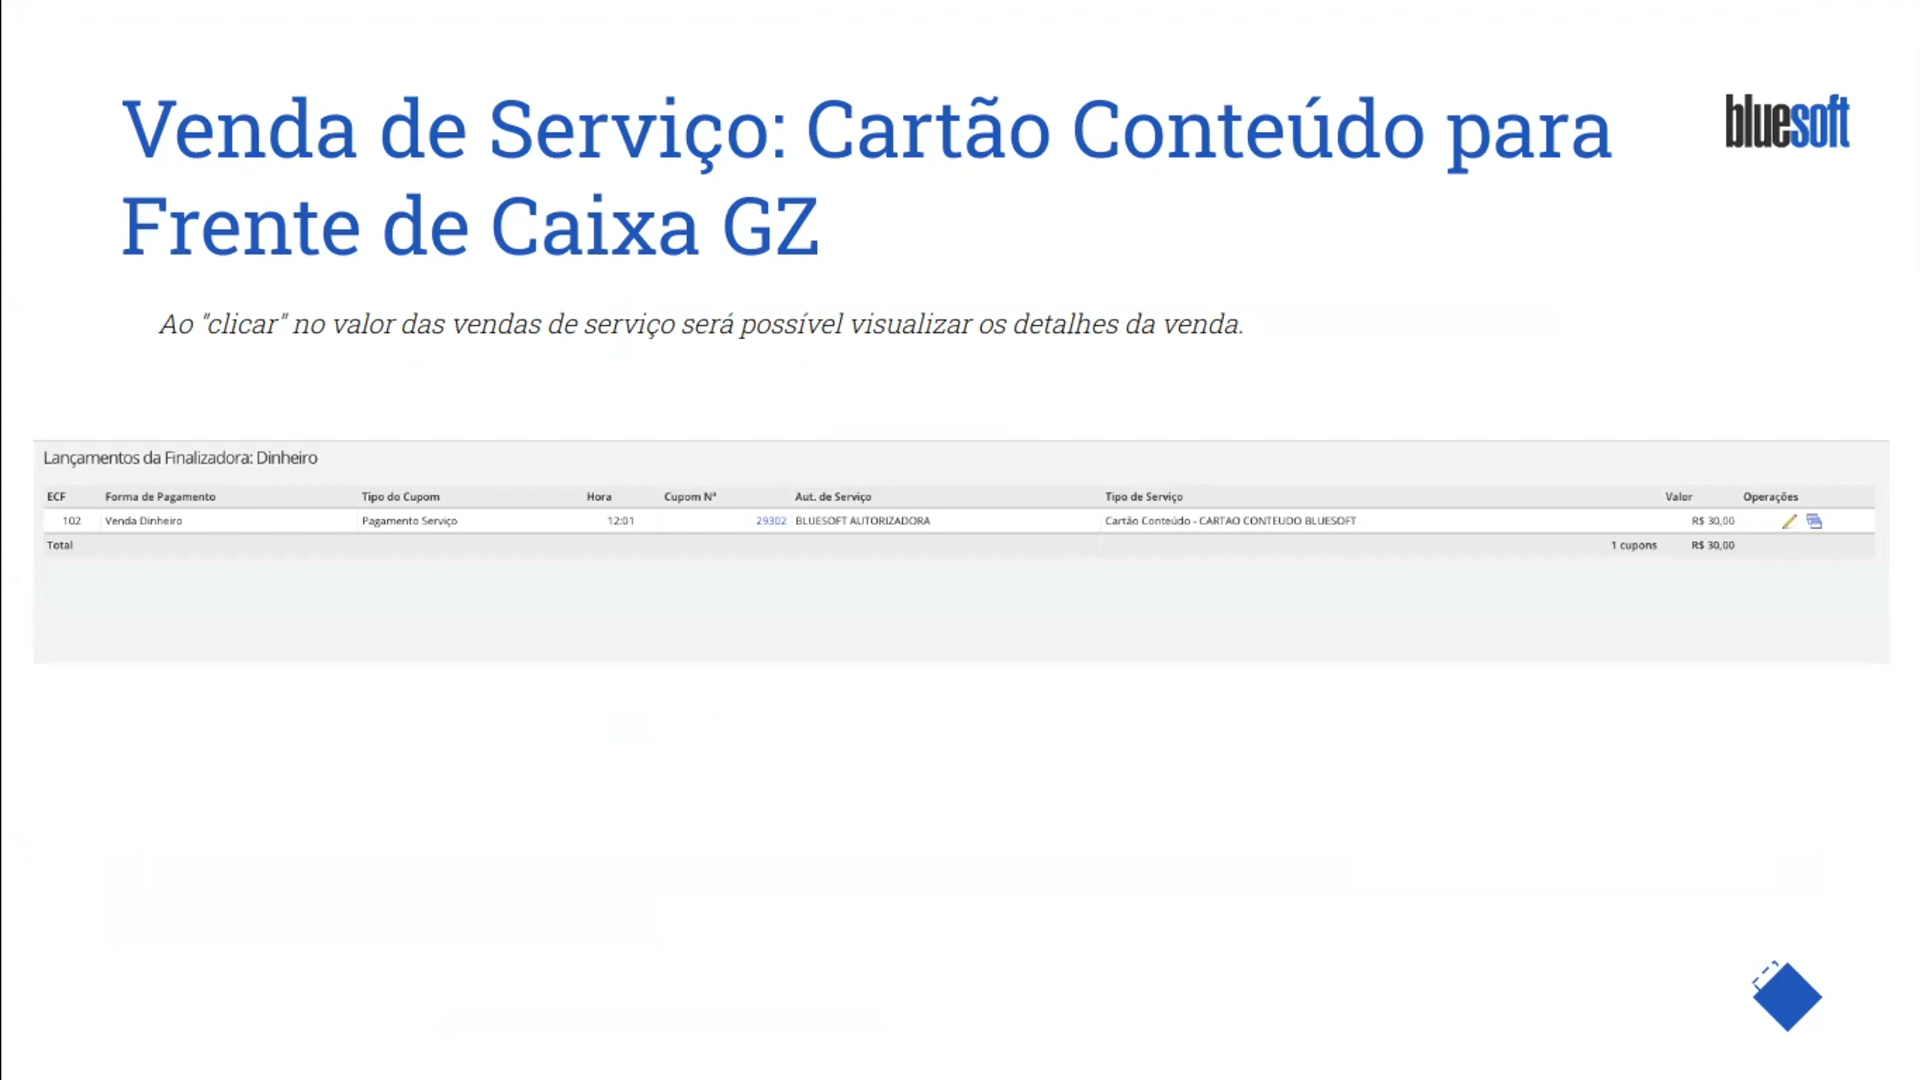 Venda de Serviço: Cartão Conteúdo para
Frente de Caixa GZ
bluesoft
Ao "clicar" no valor das vendas de serviço será possível visualizar os detalhes da venda.
Lançamentos da Finalizadora: Dinheiro
ECF Forma de Pagamento Tipo do Cupom Hora Cupom Nº Aut. de Serviço Tipo de Serviço Valor Operações
102 Venda Dinheiro Pagamento Serviço 12:01 29302 BLUESOFT AUTORIZADORA Cartão Conteúdo - CARTAO CONTEUDO BLUESOFT R$ 30,00
Total 1 cupons R$ 30,00